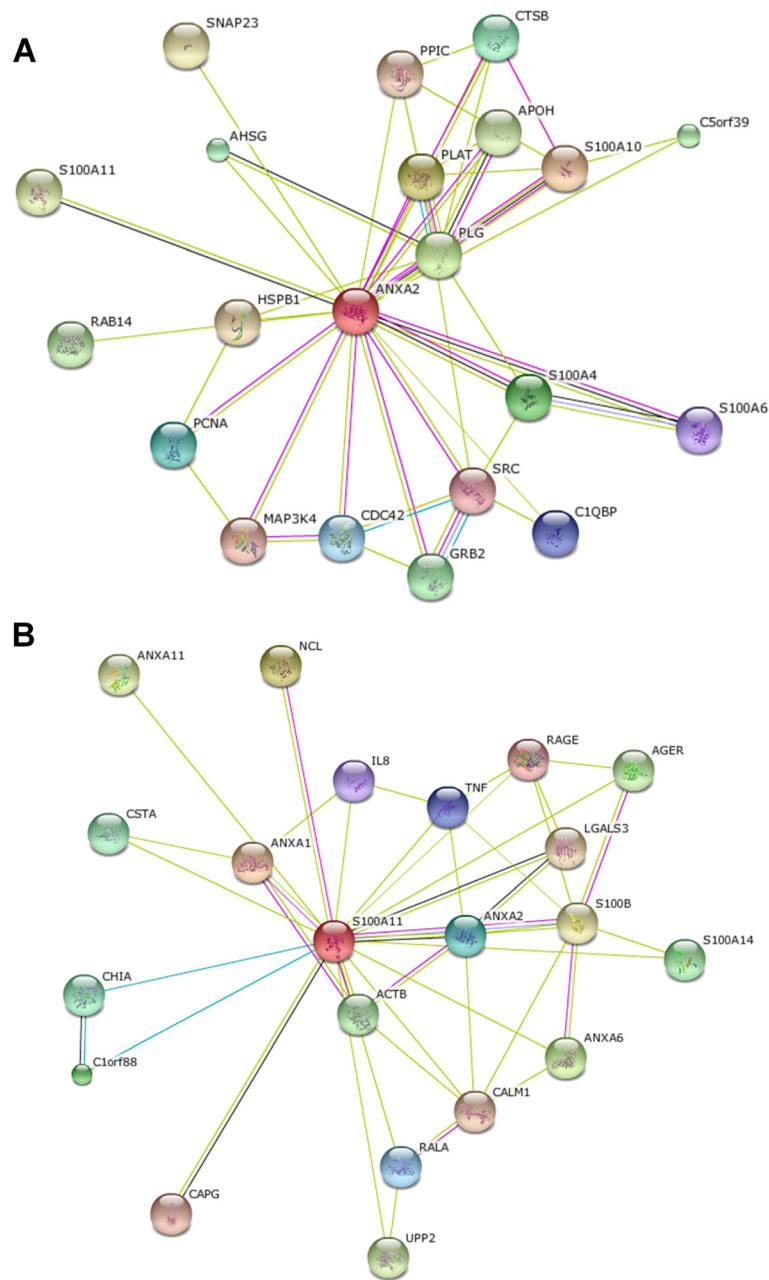 A
SNAP23
CTSB
PPIC
APOH
C5orf39
AHSG
S100A10
PLAT
S100A11
PLG
ANXA2
HSPB1
RAB14
S100A4
S100A6
PCNA
SRC
MAP3K4
CDC42
C1QBP
GRB2
B
NCL
ANXA11
RAGE
AGER
IL8
TNF
CSTA
LGALS3
ANXA1
S100A11
ANXA2
S100B
S100A14
CHIA
ACTB
ANXA6
C1orf88
CALM1
RALA
CAPG
UPP2